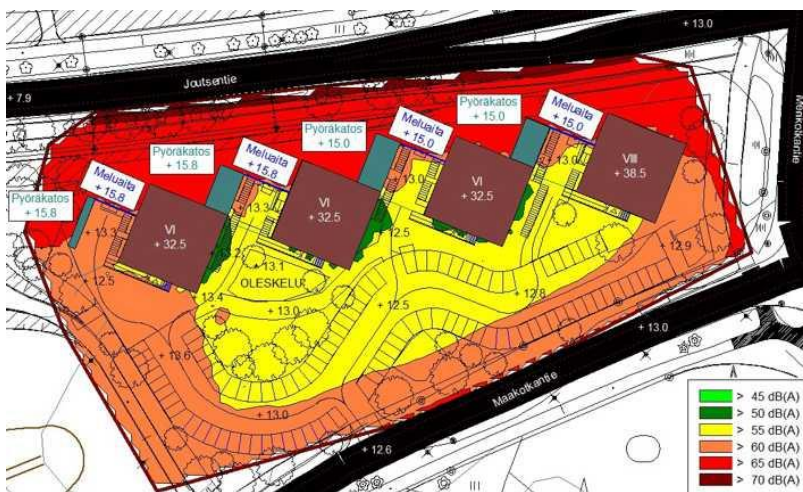 + 13.0
Joutsentie
+ 7.9
Pyöräkatos
+ 15.0
Meluaita
+ 15.0
Meluaita
+ 15.0
Pyöräkatos
+ 15.0
Pyöräkatos
+ 15.8
Meluaita
+ 15.8
Meluaita
+ 15.8
Pyöräkatos
+ 15.8
VIII
+ 38.5
VI
+ 32.5
VI
+ 32.5
VI
+ 32.5
+ 13.0
+ 13.0
+ 13.3
+ 13.3
+ 12.5
+ 12.9
+ 13.2
+ 13.1
OLESKELU
+ 12.5
+ 13.4
+ 13.0
+ 12.5
+ 12.8
+ 13.6
+ 13.0
+ 13.0
Maakotkantie
+ 12.6
> 45 dB(A)
> 50 dB(A)
> 55 dB(A)
> 60 dB(A)
> 65 dB(A)
> 70 dB(A)